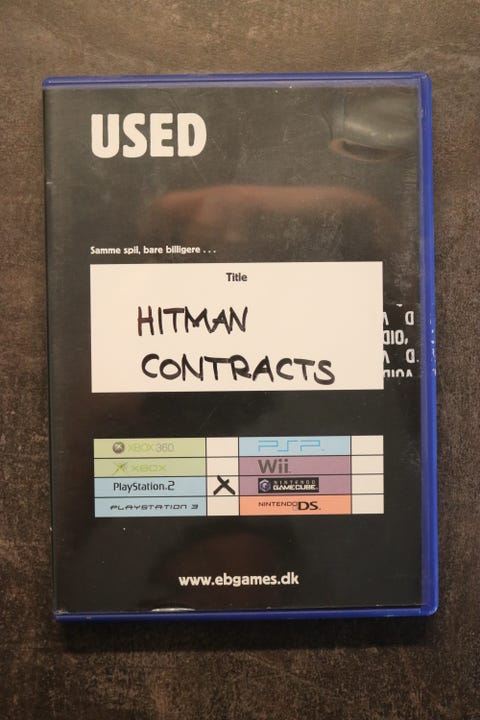 USED
Samme spil, bare billigere . . .
Title
HITMAN
CONTRACTS
XBOX 360
PSP
XBOX
Wii
PlayStation.2 X NINTENDO GAMECUBE
PLAYSTATION 3
NINTENDO DS
www.ebgames.dk